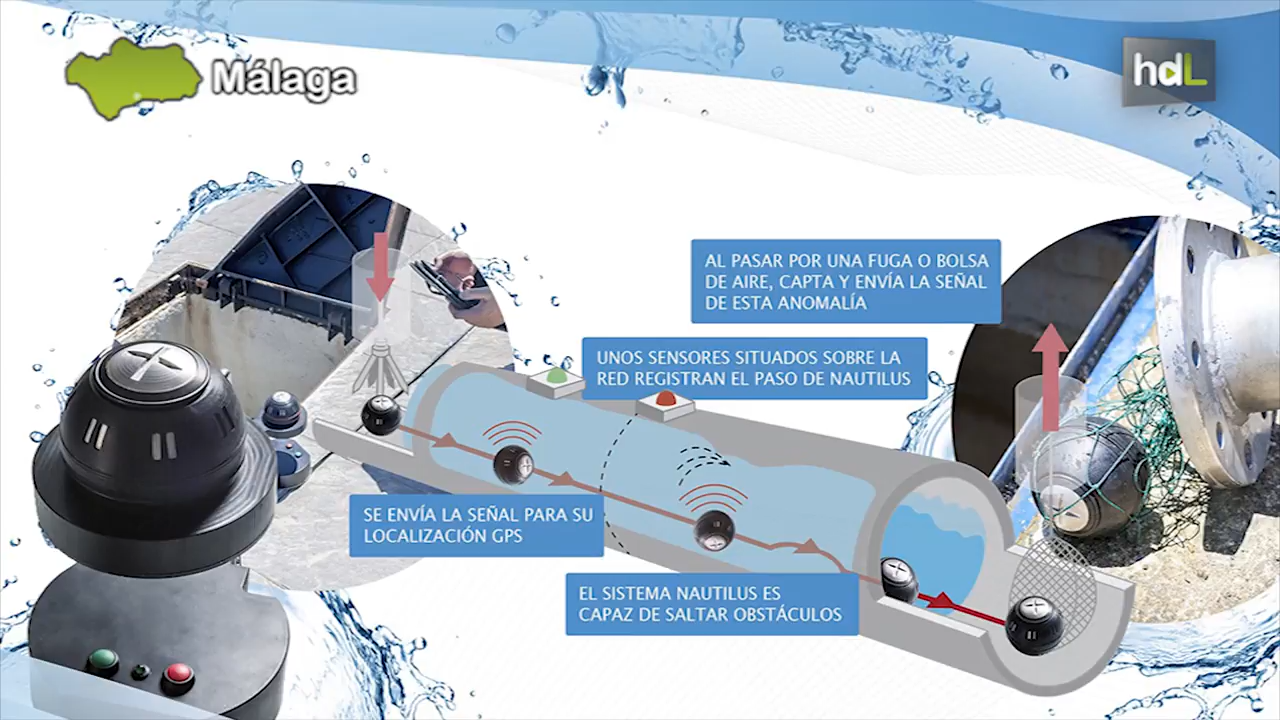 Málaga
hdL
AL PASAR POR UNA FUGA O BOLSA
DE AIRE, CAPTA Y ENVÍA LA SEÑAL
DE ESTA ANOMALÍA
UNOS SENSORES SITUADOS SOBRE LA
RED REGISTRAN EL PASO DE NAUTILUS
SE ENVÍA LA SEÑAL PARA SU
LOCALIZACIÓN GPS
EL SISTEMA NAUTILUS ES
CAPAZ DE SALTAR OBSTÁCULOS